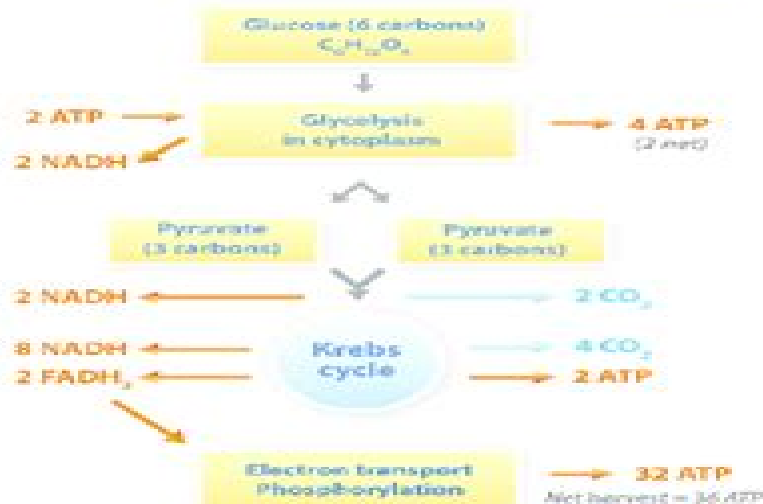 Glucose (6 carbons)
C₆H₁₂O₆
2 ATP
Glycolysis
in cytoplasm
4 ATP
(2 net)
2 NADH
Pyruvate
(3 carbons)
Pyruvate
(3 carbons)
2 NADH
2 CO₂
8 NADH
Krebs
cycle
4 CO₂
2 FADH₂
2 ATP
Electron transport
Phosphorylation
32 ATP
Net harvest = 36 ATP